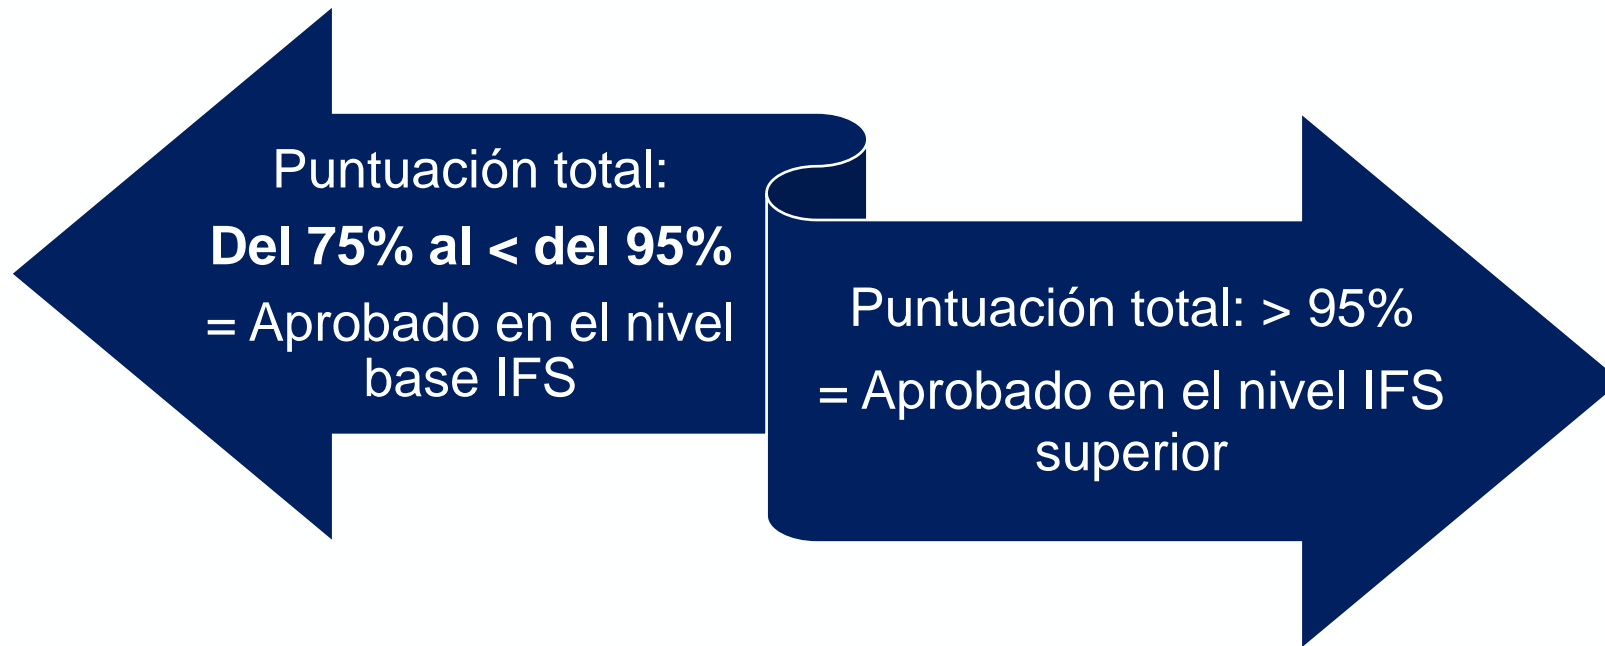 Puntuación total:
Del 75% al < del 95%
= Aprobado en el nivel
base IFS
Puntuación total: > 95%
= Aprobado en el nivel IFS
superior